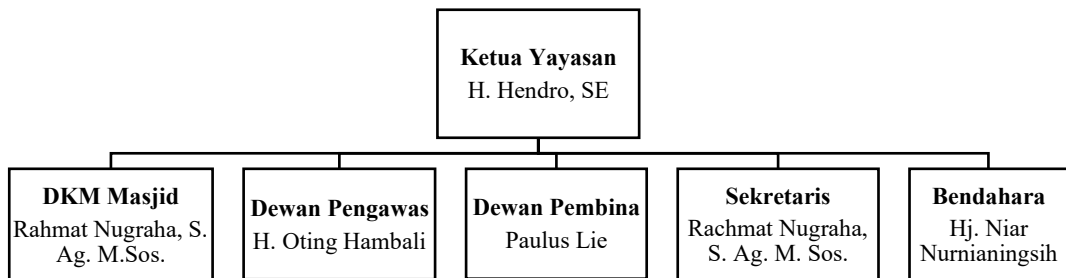 Ketua Yayasan
H. Hendro, SE
DKM Masjid
Rahmat Nugraha, S.
Ag. M.Sos.
Dewan Pengawas
H. Oting Hambali
Dewan Pembina
Paulus Lie
Sekretaris
Rachmat Nugraha,
S. Ag. M. Sos.
Bendahara
Hj. Niar
Nurnianingsih